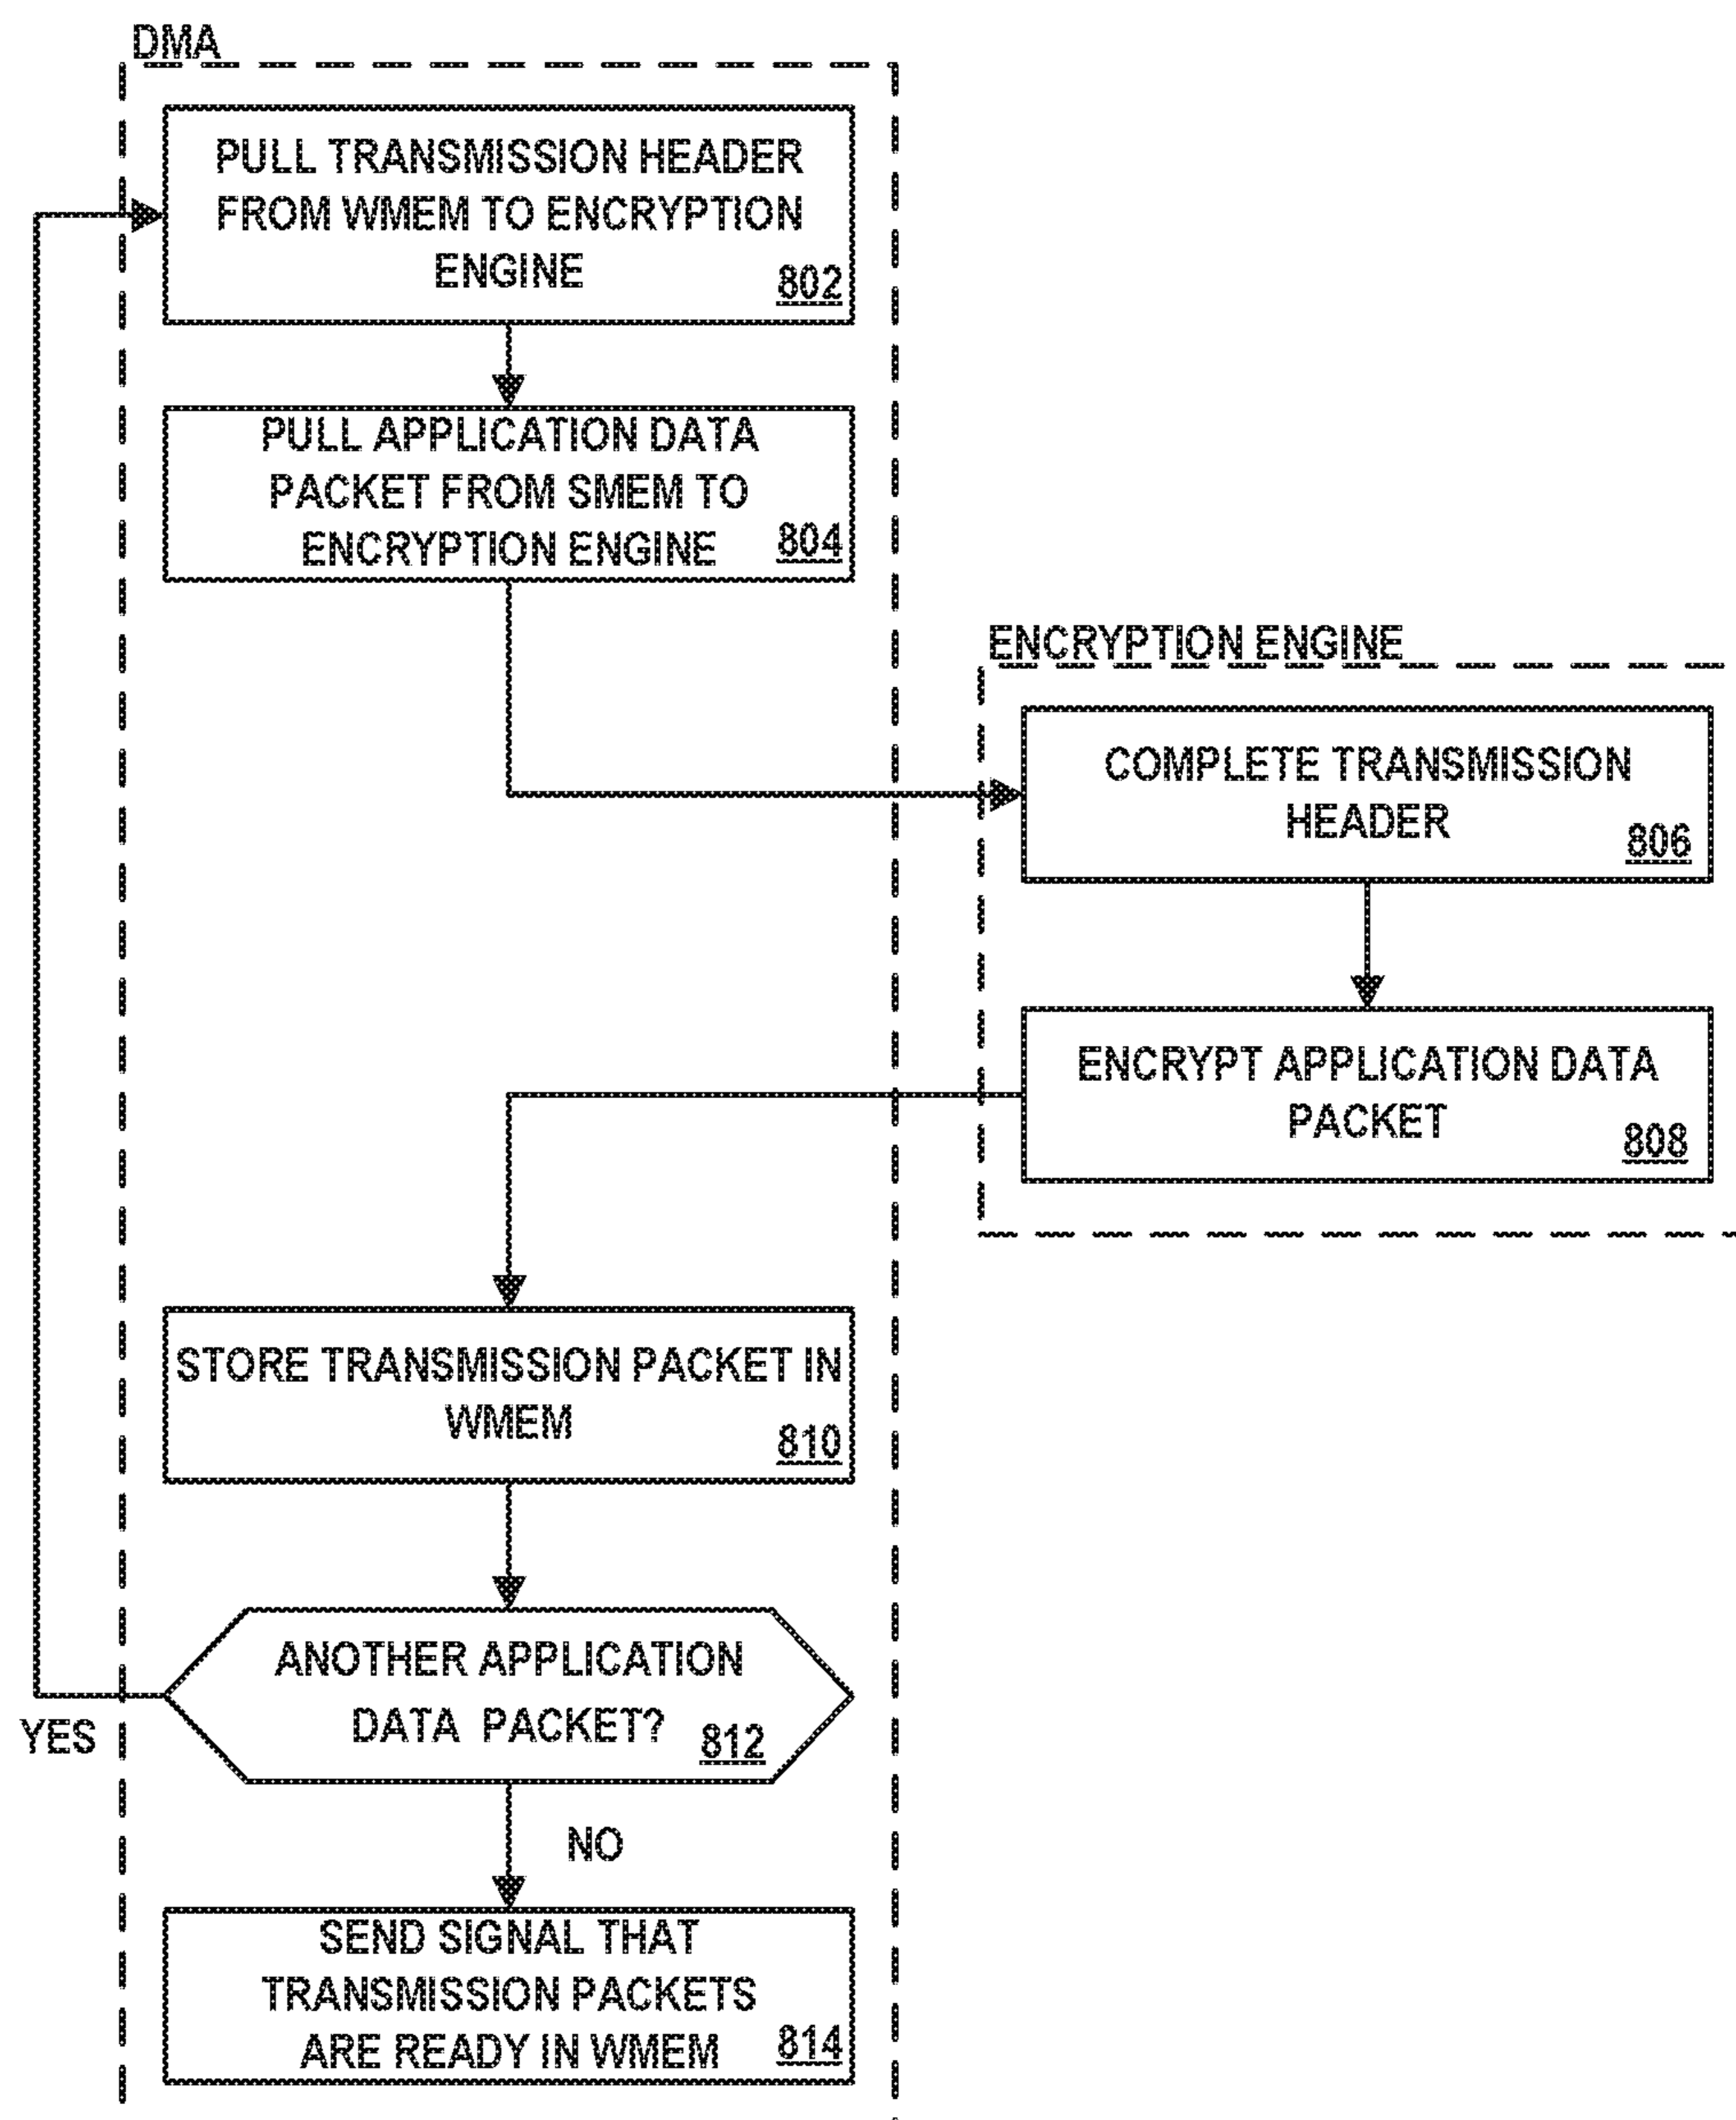 DMA
PULL TRANSMISSION HEADER
FROM WMEM TO ENCRYPTION
ENGINE
802
PULL APPLICATION DATA
PACKET FROM SMEM TO
ENCRYPTION ENGINE
804
ENCRYPTION ENGINE
COMPLETE TRANSMISSION
HEADER
806
ENCRYPT APPLICATION DATA
PACKET
808
STORE TRANSMISSION PACKET IN
WMEM
810
ANOTHER APPLICATION
DATA PACKET?
812
YES
NO
SEND SIGNAL THAT
TRANSMISSION PACKETS
ARE READY IN WMEM
814